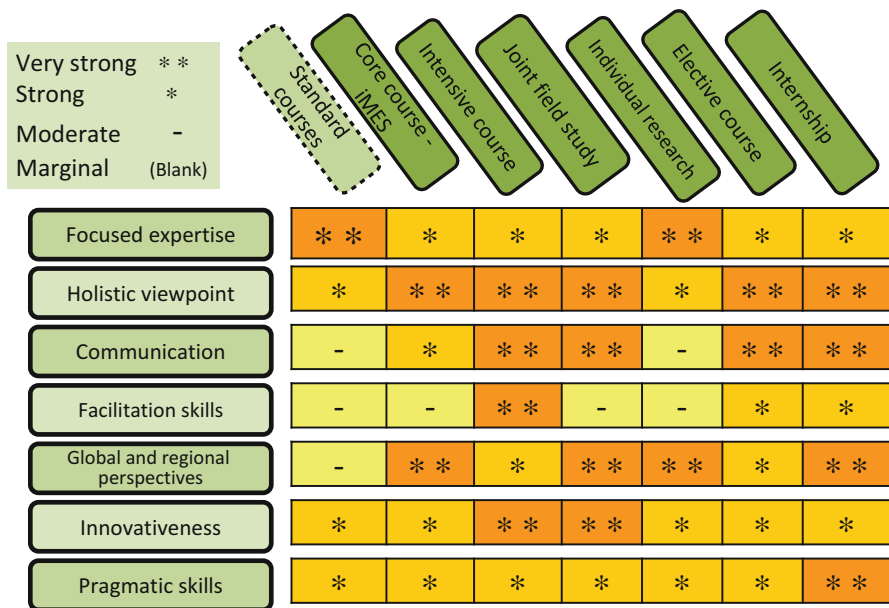 Very strong **
Strong *
Moderate -
Marginal (Blank)
Standard
courses
Core course -
iMES
Intensive course
Joint field study
Individual research
Elective course
Internship
Focused expertise ** * * * ** * *
Holistic viewpoint * ** ** ** * ** **
Communication - * ** ** - ** **
Facilitation skills - - ** - - * *
Global and regional
perspectives - ** * ** ** * **
Innovativeness * * ** ** * * *
Pragmatic skills * * * * * * **